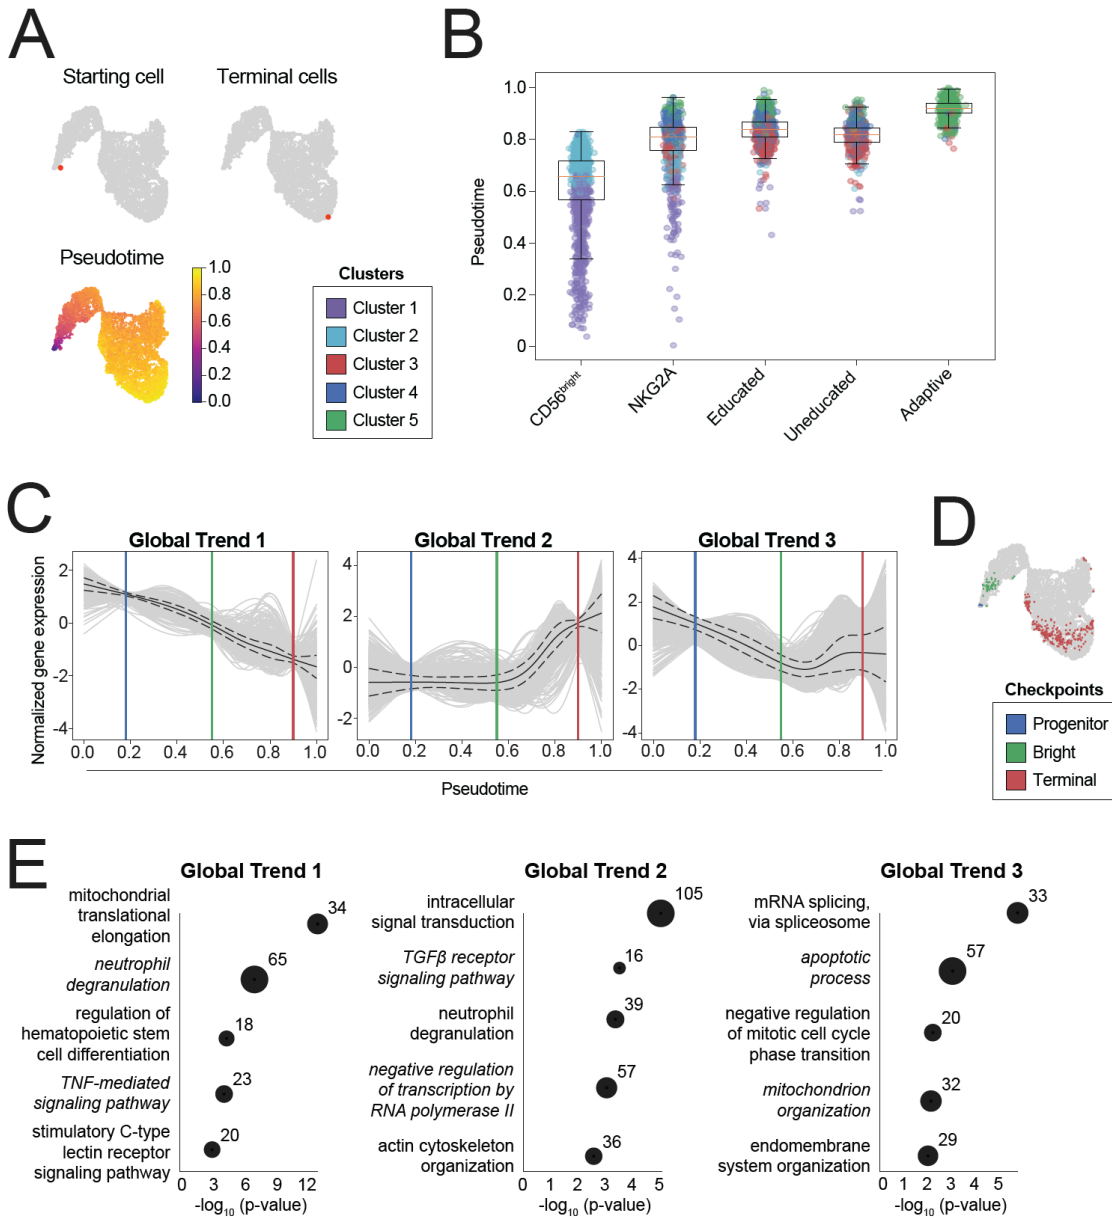 A
Starting cell
Terminal cells
Pseudotime
1.0
0.8
0.6
0.4
0.2
0.0
Clusters
Cluster 1
Cluster 2
Cluster 3
Cluster 4
Cluster 5
B
Pseudotime
1.0
0.8
0.6
0.4
0.2
0
CD56bright
NKG2A
Educated
Uneducated
Adaptive
C
Normalized gene expression
Global Trend 1
2
0
-2
-4
0.0 0.2 0.4 0.6 0.8 1.0
Global Trend 2
4
2
0
-2
0.0 0.2 0.4 0.6 0.8 1.0
Global Trend 3
4
2
0
-2
-4
0.0 0.2 0.4 0.6 0.8 1.0
Pseudotime
D
Checkpoints
Progenitor
Bright
Terminal
E
Global Trend 1
mitochondrial
translational
elongation
34
neutrophil
degranulation
65
regulation of
hematopoietic stem
cell differentiation
18
TNF-mediated
signaling pathway
23
stimulatory C-type
lectin receptor
signaling pathway
20
0 3 6 9 12
-log10 (p-value)
Global Trend 2
intracellular
signal transduction
105
TGFβ receptor
signaling pathway
16
neutrophil
degranulation
39
negative regulation
of transcription by
RNA polymerase II
57
actin cytoskeleton
organization
36
0 1 2 3 4 5
-log10 (p-value)
Global Trend 3
mRNA splicing,
via spliceosome
33
apoptotic
process
57
negative regulation
of mitotic cell cycle
phase transition
20
mitochondrion
organization
32
endomembrane
system organization
29
0 1 2 3 4 5
-log10 (p-value)